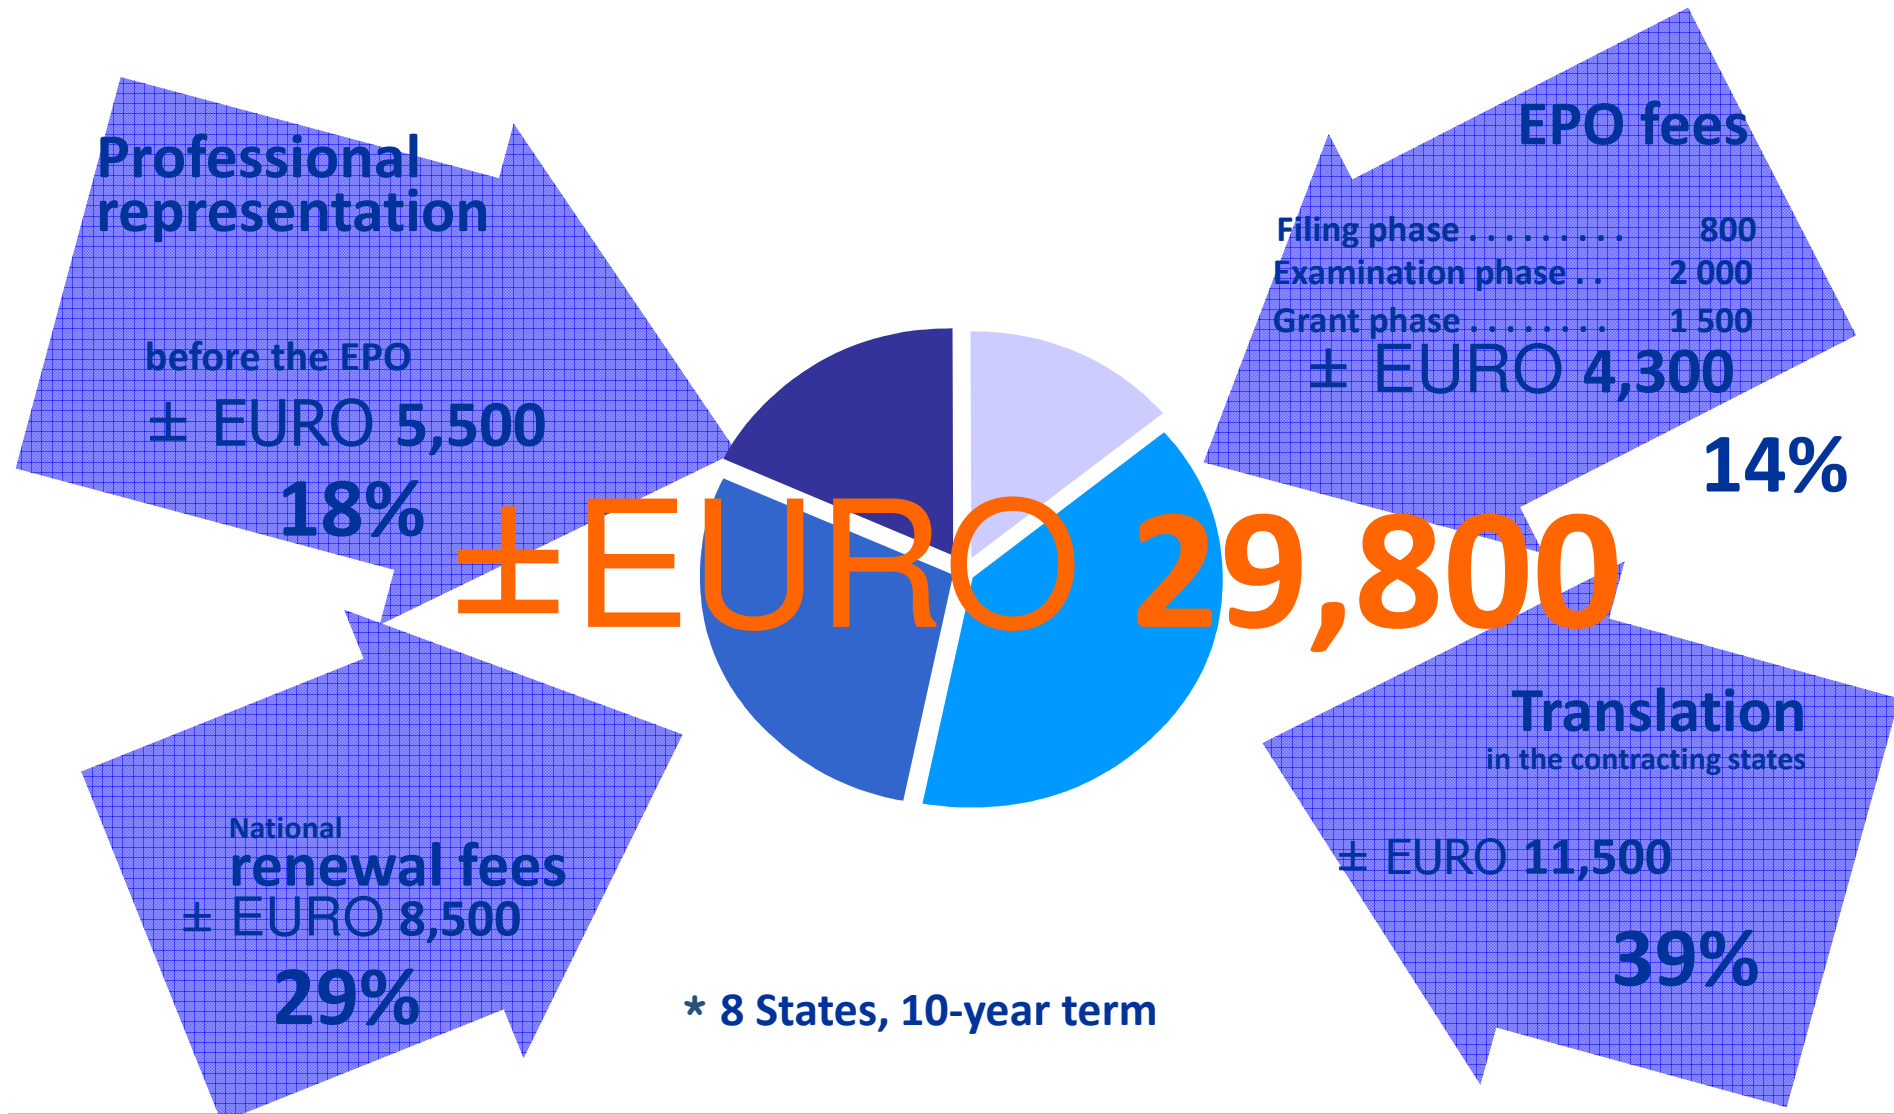 Professional
representation
before the EPO
± EURO 5,500
18%
EPO fees
Filing phase . . . . . . . . . 800
Examination phase . . 2 000
Grant phase . . . . . . . . 1 500
± EURO 4,300
14%
±EURO 29,800
National
renewal fees
± EURO 8,500
29%
Translation
in the contracting states
± EURO 11,500
39%
* 8 States, 10-year term